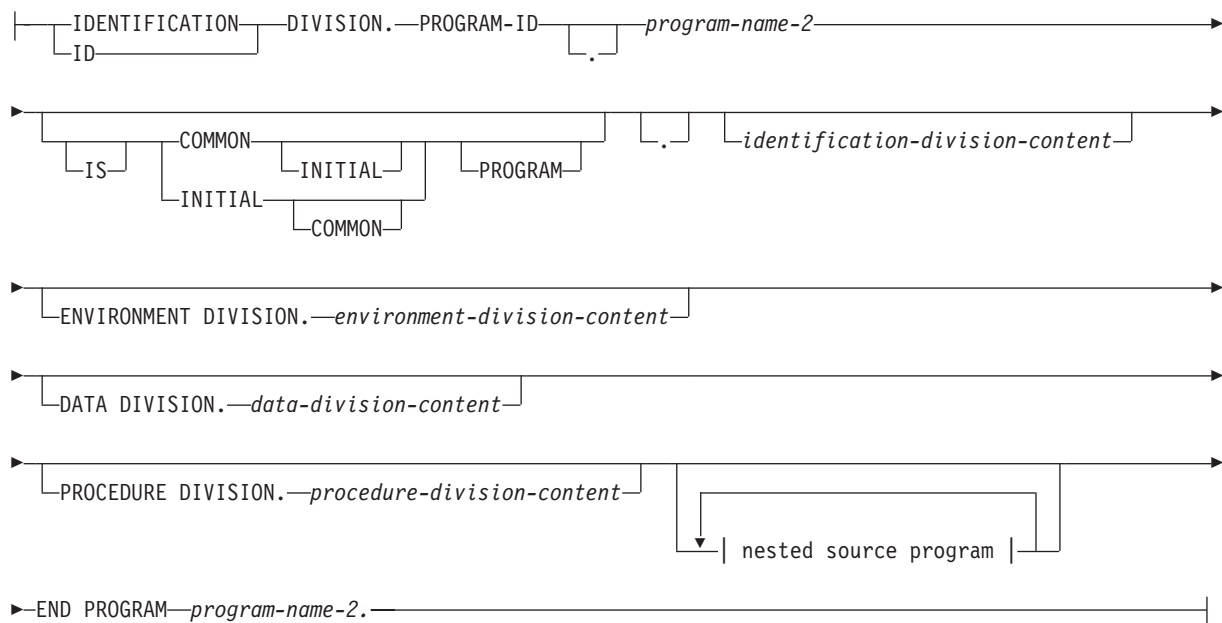 IDENTIFICATION DIVISION. PROGRAM-ID . program-name-2
ID
IS COMMON INITIAL PROGRAM . identification-division-content
INITIAL COMMON
ENVIRONMENT DIVISION. environment-division-content
DATA DIVISION. data-division-content
PROCEDURE DIVISION. procedure-division-content
nested source program
END PROGRAM program-name-2.